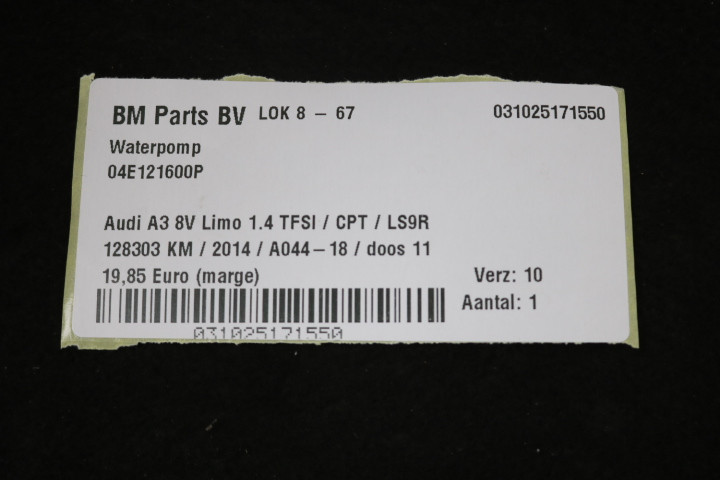 BM Parts BV LOK 8 – 67 031025171550
Waterpomp
04E121600P
Audi A3 8V Limo 1.4 TFSI / CPT / LS9R
128303 KM / 2014 / A044–18 / doos 11
19,85 Euro (marge) Verz: 10
Aantal: 1
031025171550